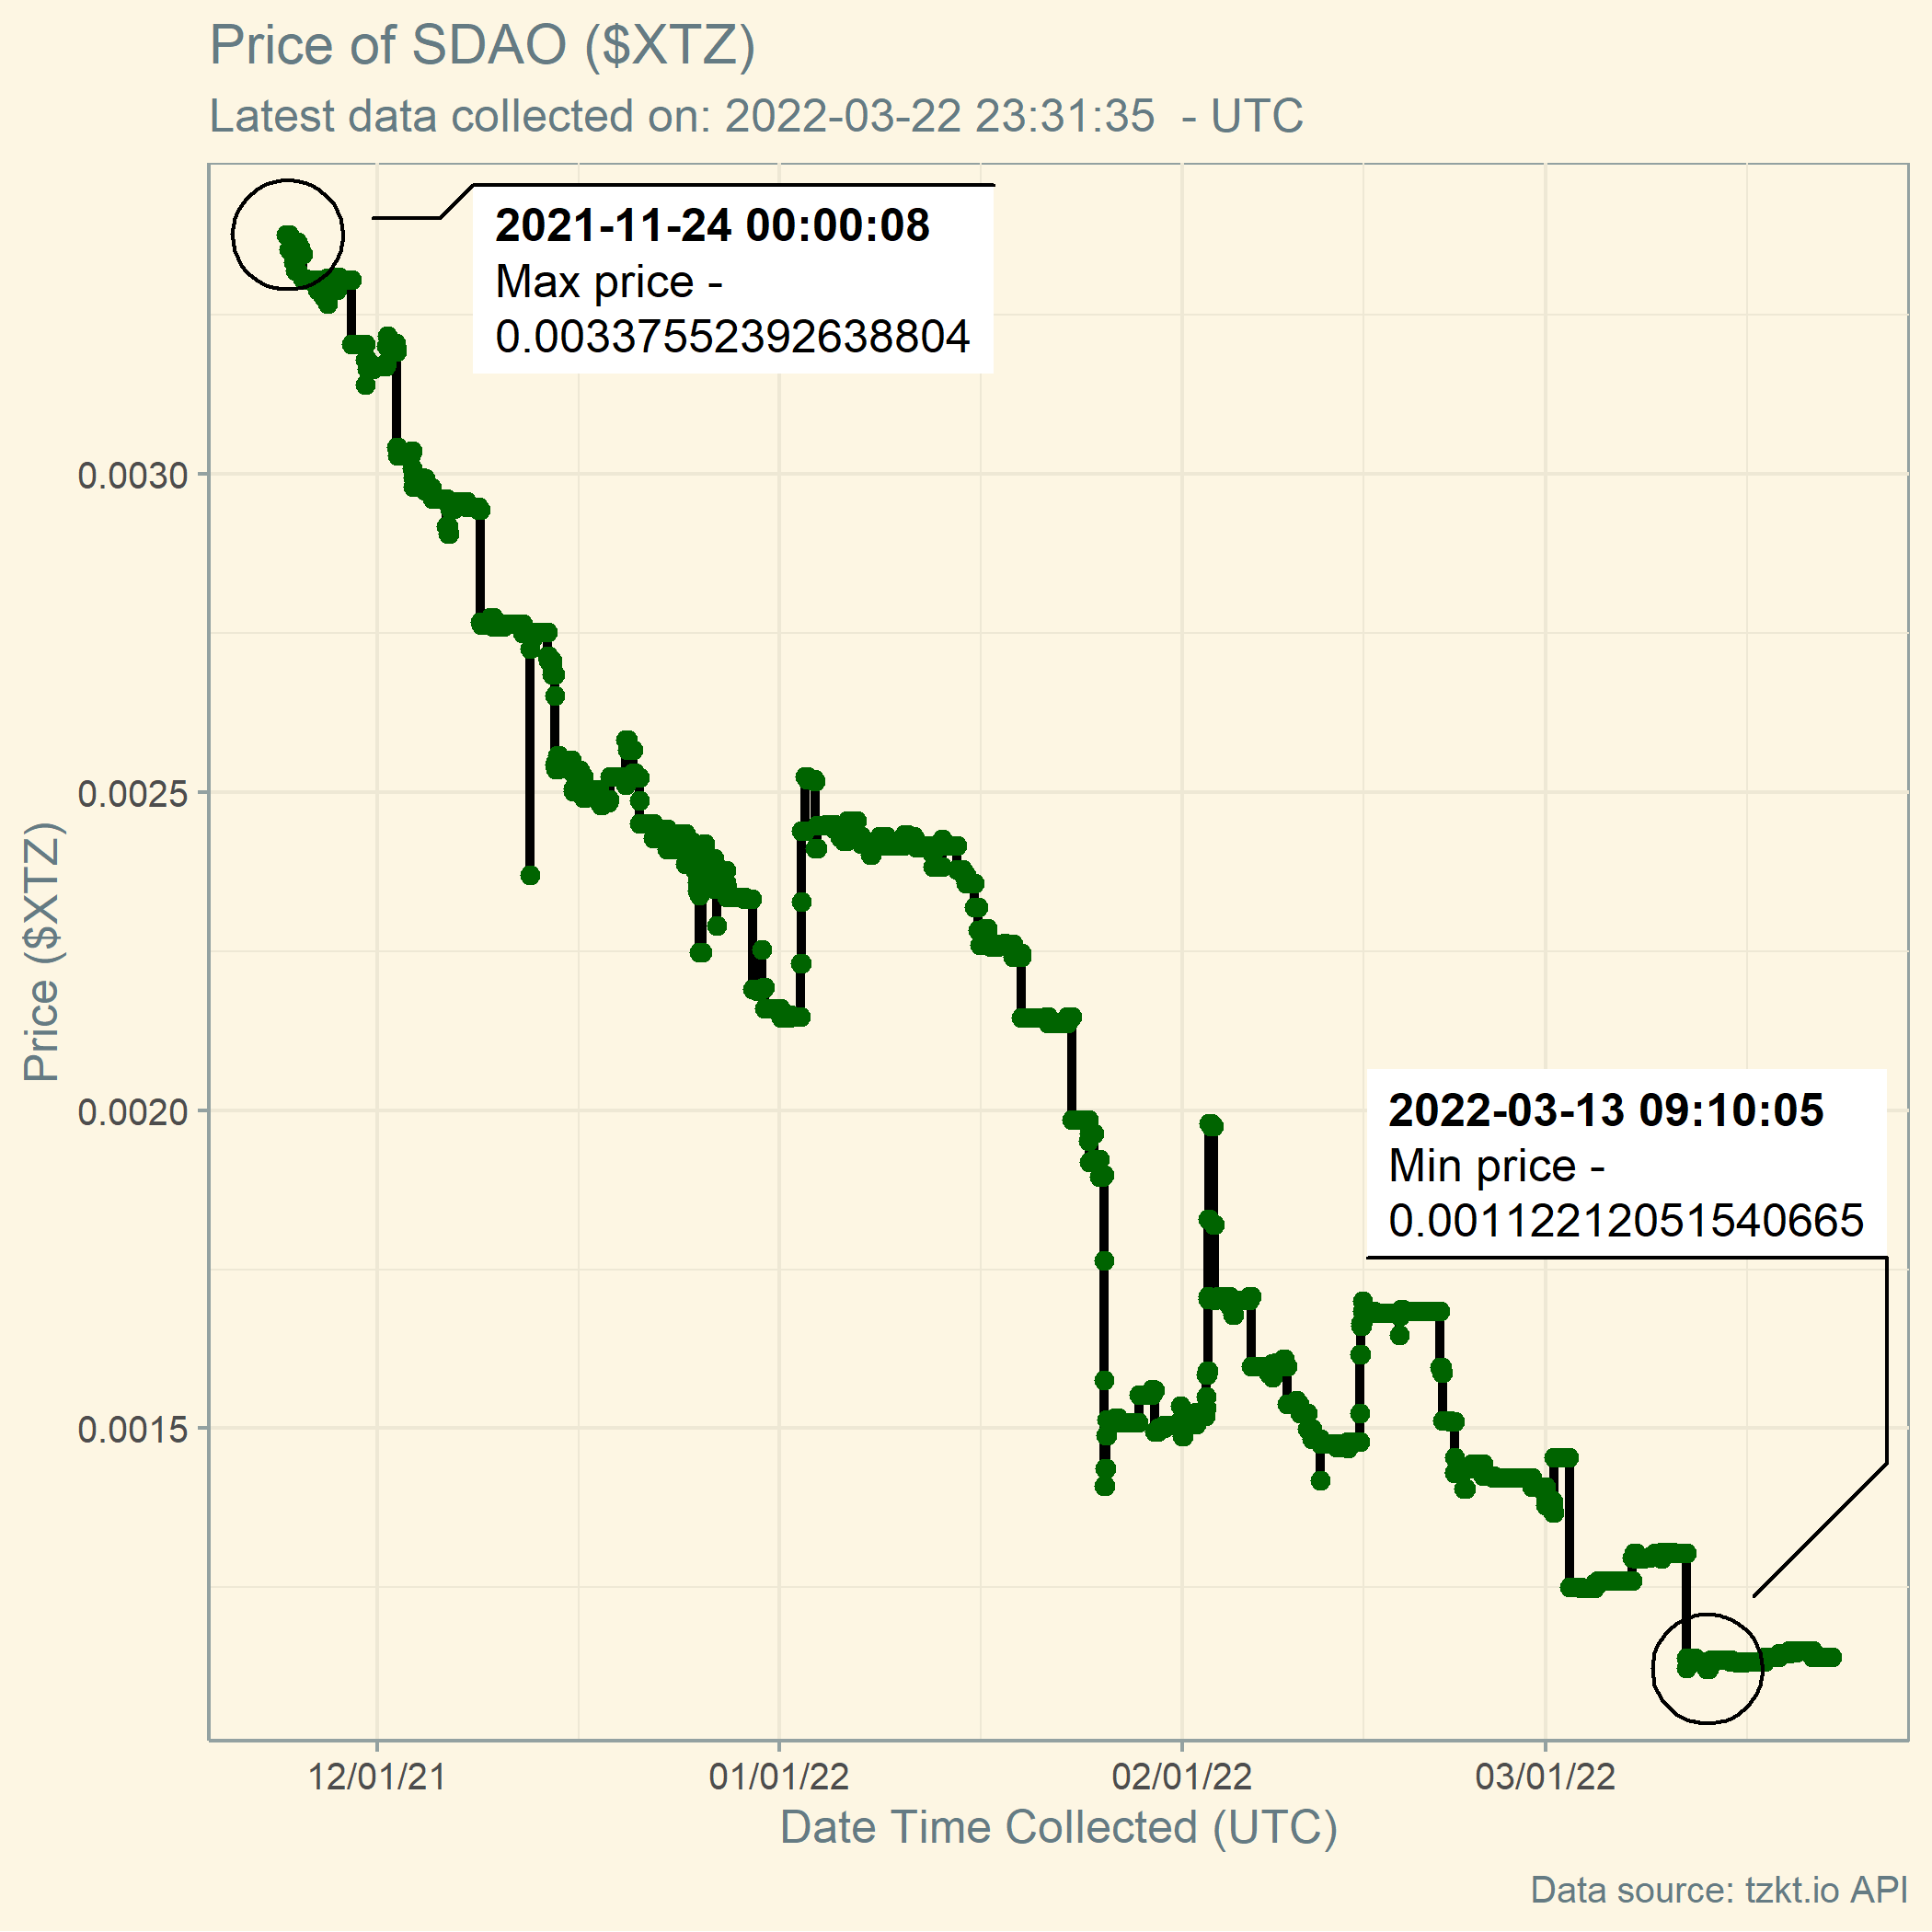 Price of SDAO ($XTZ)
Latest data collected on: 2022-03-22 23:31:35  - UTC
2021-11-24 00:00:08
Max price -
0.00337552392638804
0.0030
0.0025
0.0020
0.0015
Price ($XTZ)
2022-03-13 09:10:05
Min price -
0.00112212051540665
12/01/21
01/01/22
02/01/22
03/01/22
Date Time Collected (UTC)
Data source: tzkt.io API